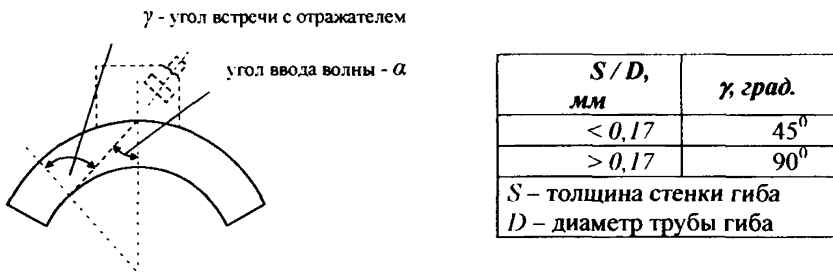 γ - угол встречи с отражателем
угол ввода волны - α
S / D,
мм
γ, град.
< 0,17
45⁰
> 0,17
90⁰
S – толщина стенки гиба
D – диаметр трубы гиба